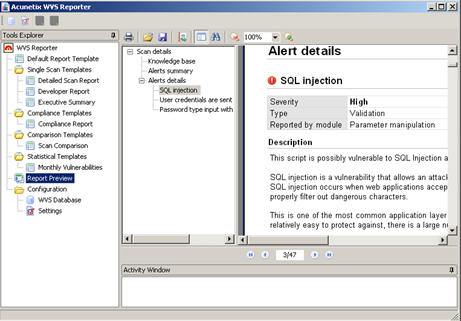 Acunetix WVS Reporter
Tools Explorer
WVS Reporter
Default Report Template
Single Scan Templates
Detailed Scan Report
Developer Report
Executive Summary
Compliance Templates
Compliance Report
Comparison Templates
Scan Comparison
Statistical Templates
Monthly Vulnerabilities
Report Preview
Configuration
WVS Database
Settings
100%
Scan details
Knowledge base
Alerts summary
Alerts details
SQL injection
User credentials are sent
Password type input with
Alert details
SQL injection
Severity High
Type Validation
Reported by module Parameter manipulation
Description
This script is possibly vulnerable to SQL Injection a
SQL injection is a vulnerability that allows an attack
SQL injection occurs when web applications accep
properly filter out dangerous characters.
This is one of the most common application layer
relatively easy to protect against, there is a large nu
3/47
Activity Window